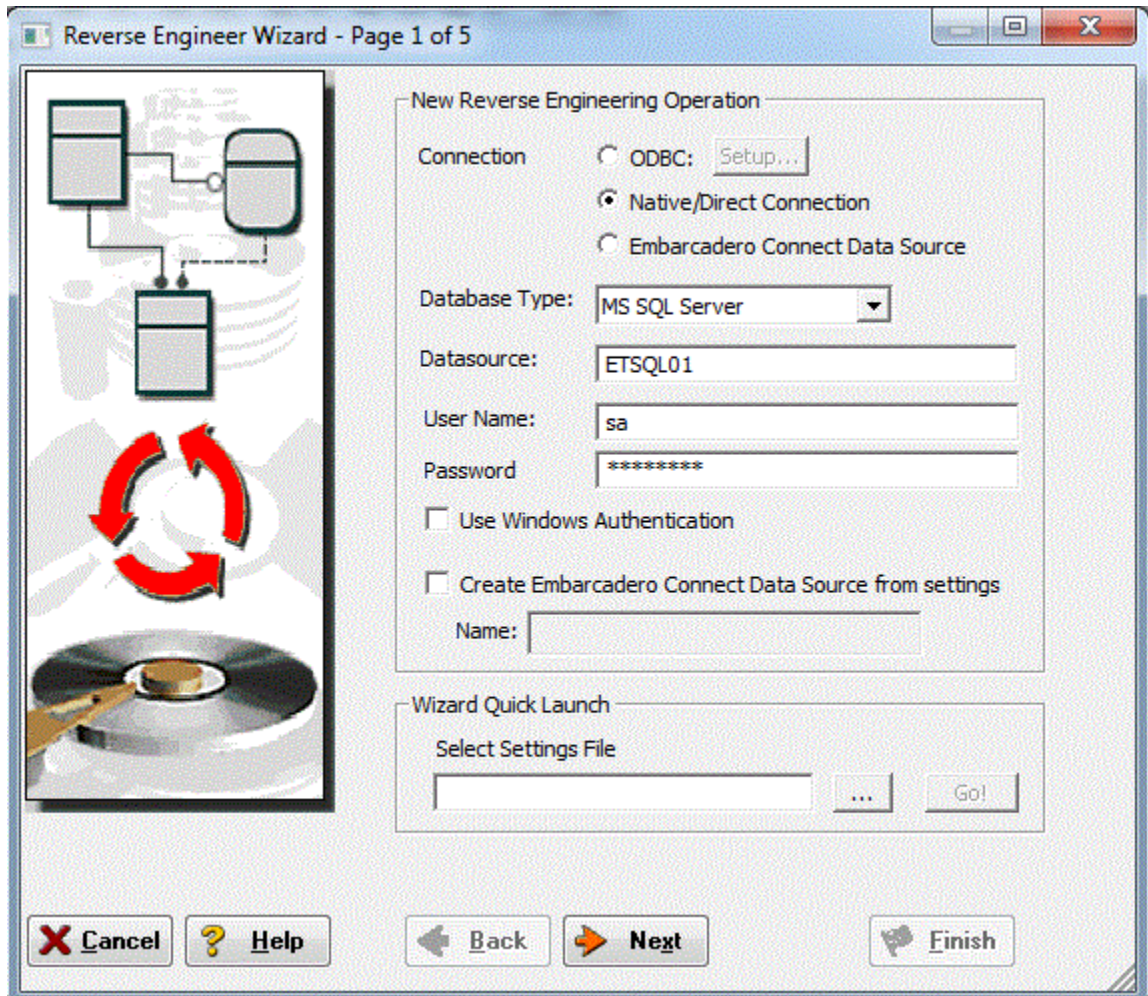 Reverse Engineer Wizard - Page 1 of 5
New Reverse Engineering Operation
Connection
ODBC: Setup...
Native/Direct Connection
Embarcadero Connect Data Source
Database Type: MS SQL Server
Datasource: ETSQL01
User Name: sa
Password ********
Use Windows Authentication
Create Embarcadero Connect Data Source from settings
Name:
Wizard Quick Launch
Select Settings File
... Go!
Cancel Help Back Next Finish